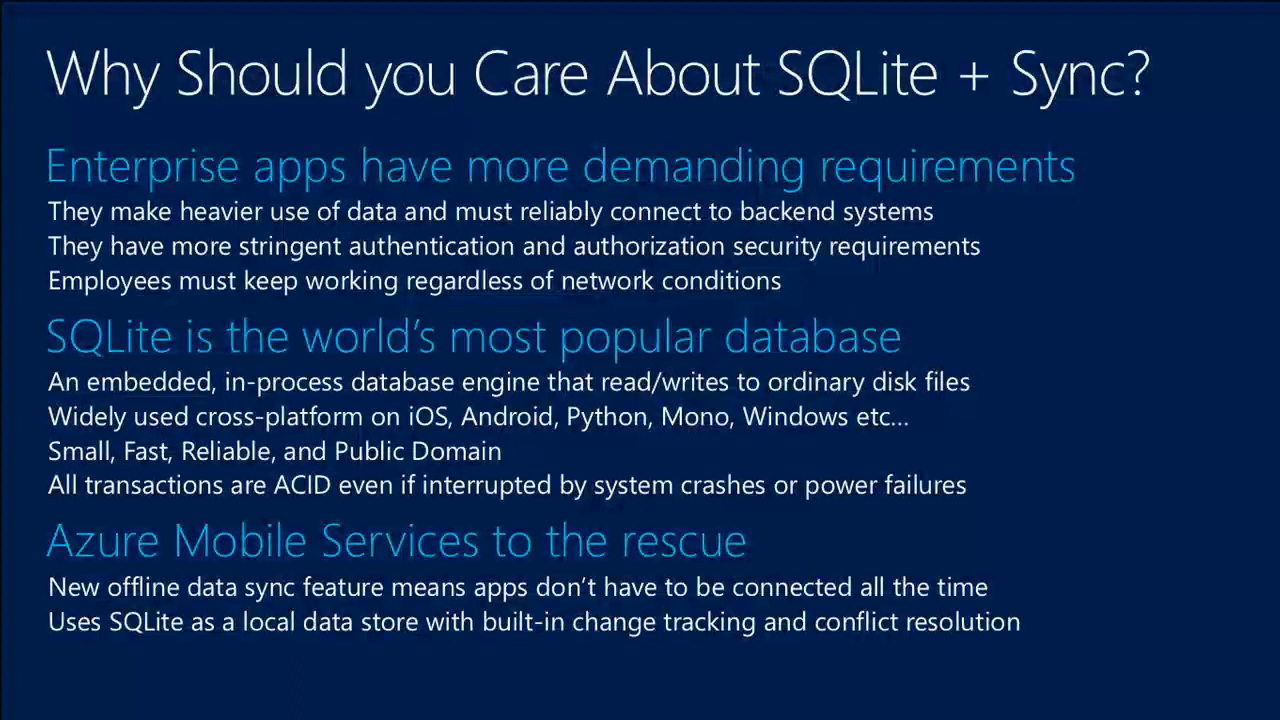 Why Should you Care About SQLite + Sync?
Enterprise apps have more demanding requirements
They make heavier use of data and must reliably connect to backend systems
They have more stringent authentication and authorization security requirements
Employees must keep working regardless of network conditions
SQLite is the world's most popular database
An embedded, in-process database engine that read/writes to ordinary disk files
Widely used cross-platform on iOS, Android, Python, Mono, Windows etc...
Small, Fast, Reliable, and Public Domain
All transactions are ACID even if interrupted by system crashes or power failures
Azure Mobile Services to the rescue
New offline data sync feature means apps don't have to be connected all the time
Uses SQLite as a local data store with built-in change tracking and conflict resolution